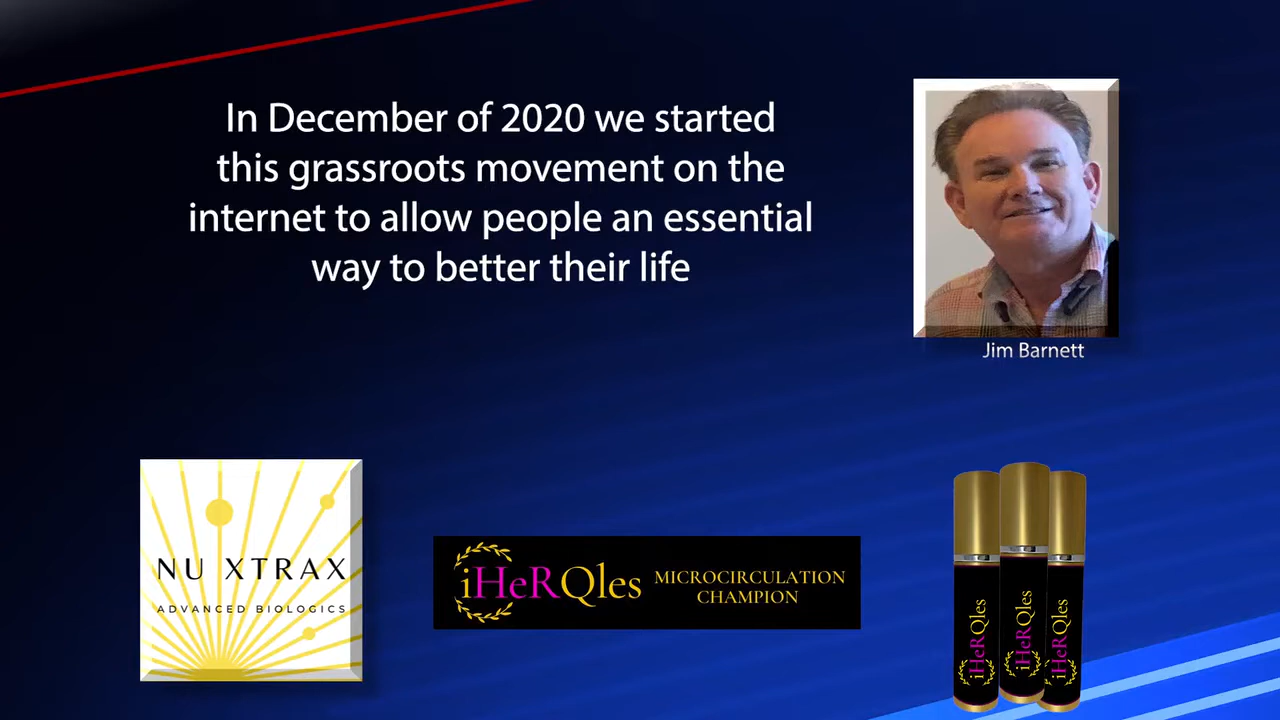 In December of 2020 we started
this grassroots movement on the
internet to allow people an essential
way to better their life
Jim Barnett
NU XTRAX
ADVANCED BIOLOGICS
iHeRQles
MICROCIRCULATION
CHAMPION
iHeRQles
iHeRQles
iHeRQles